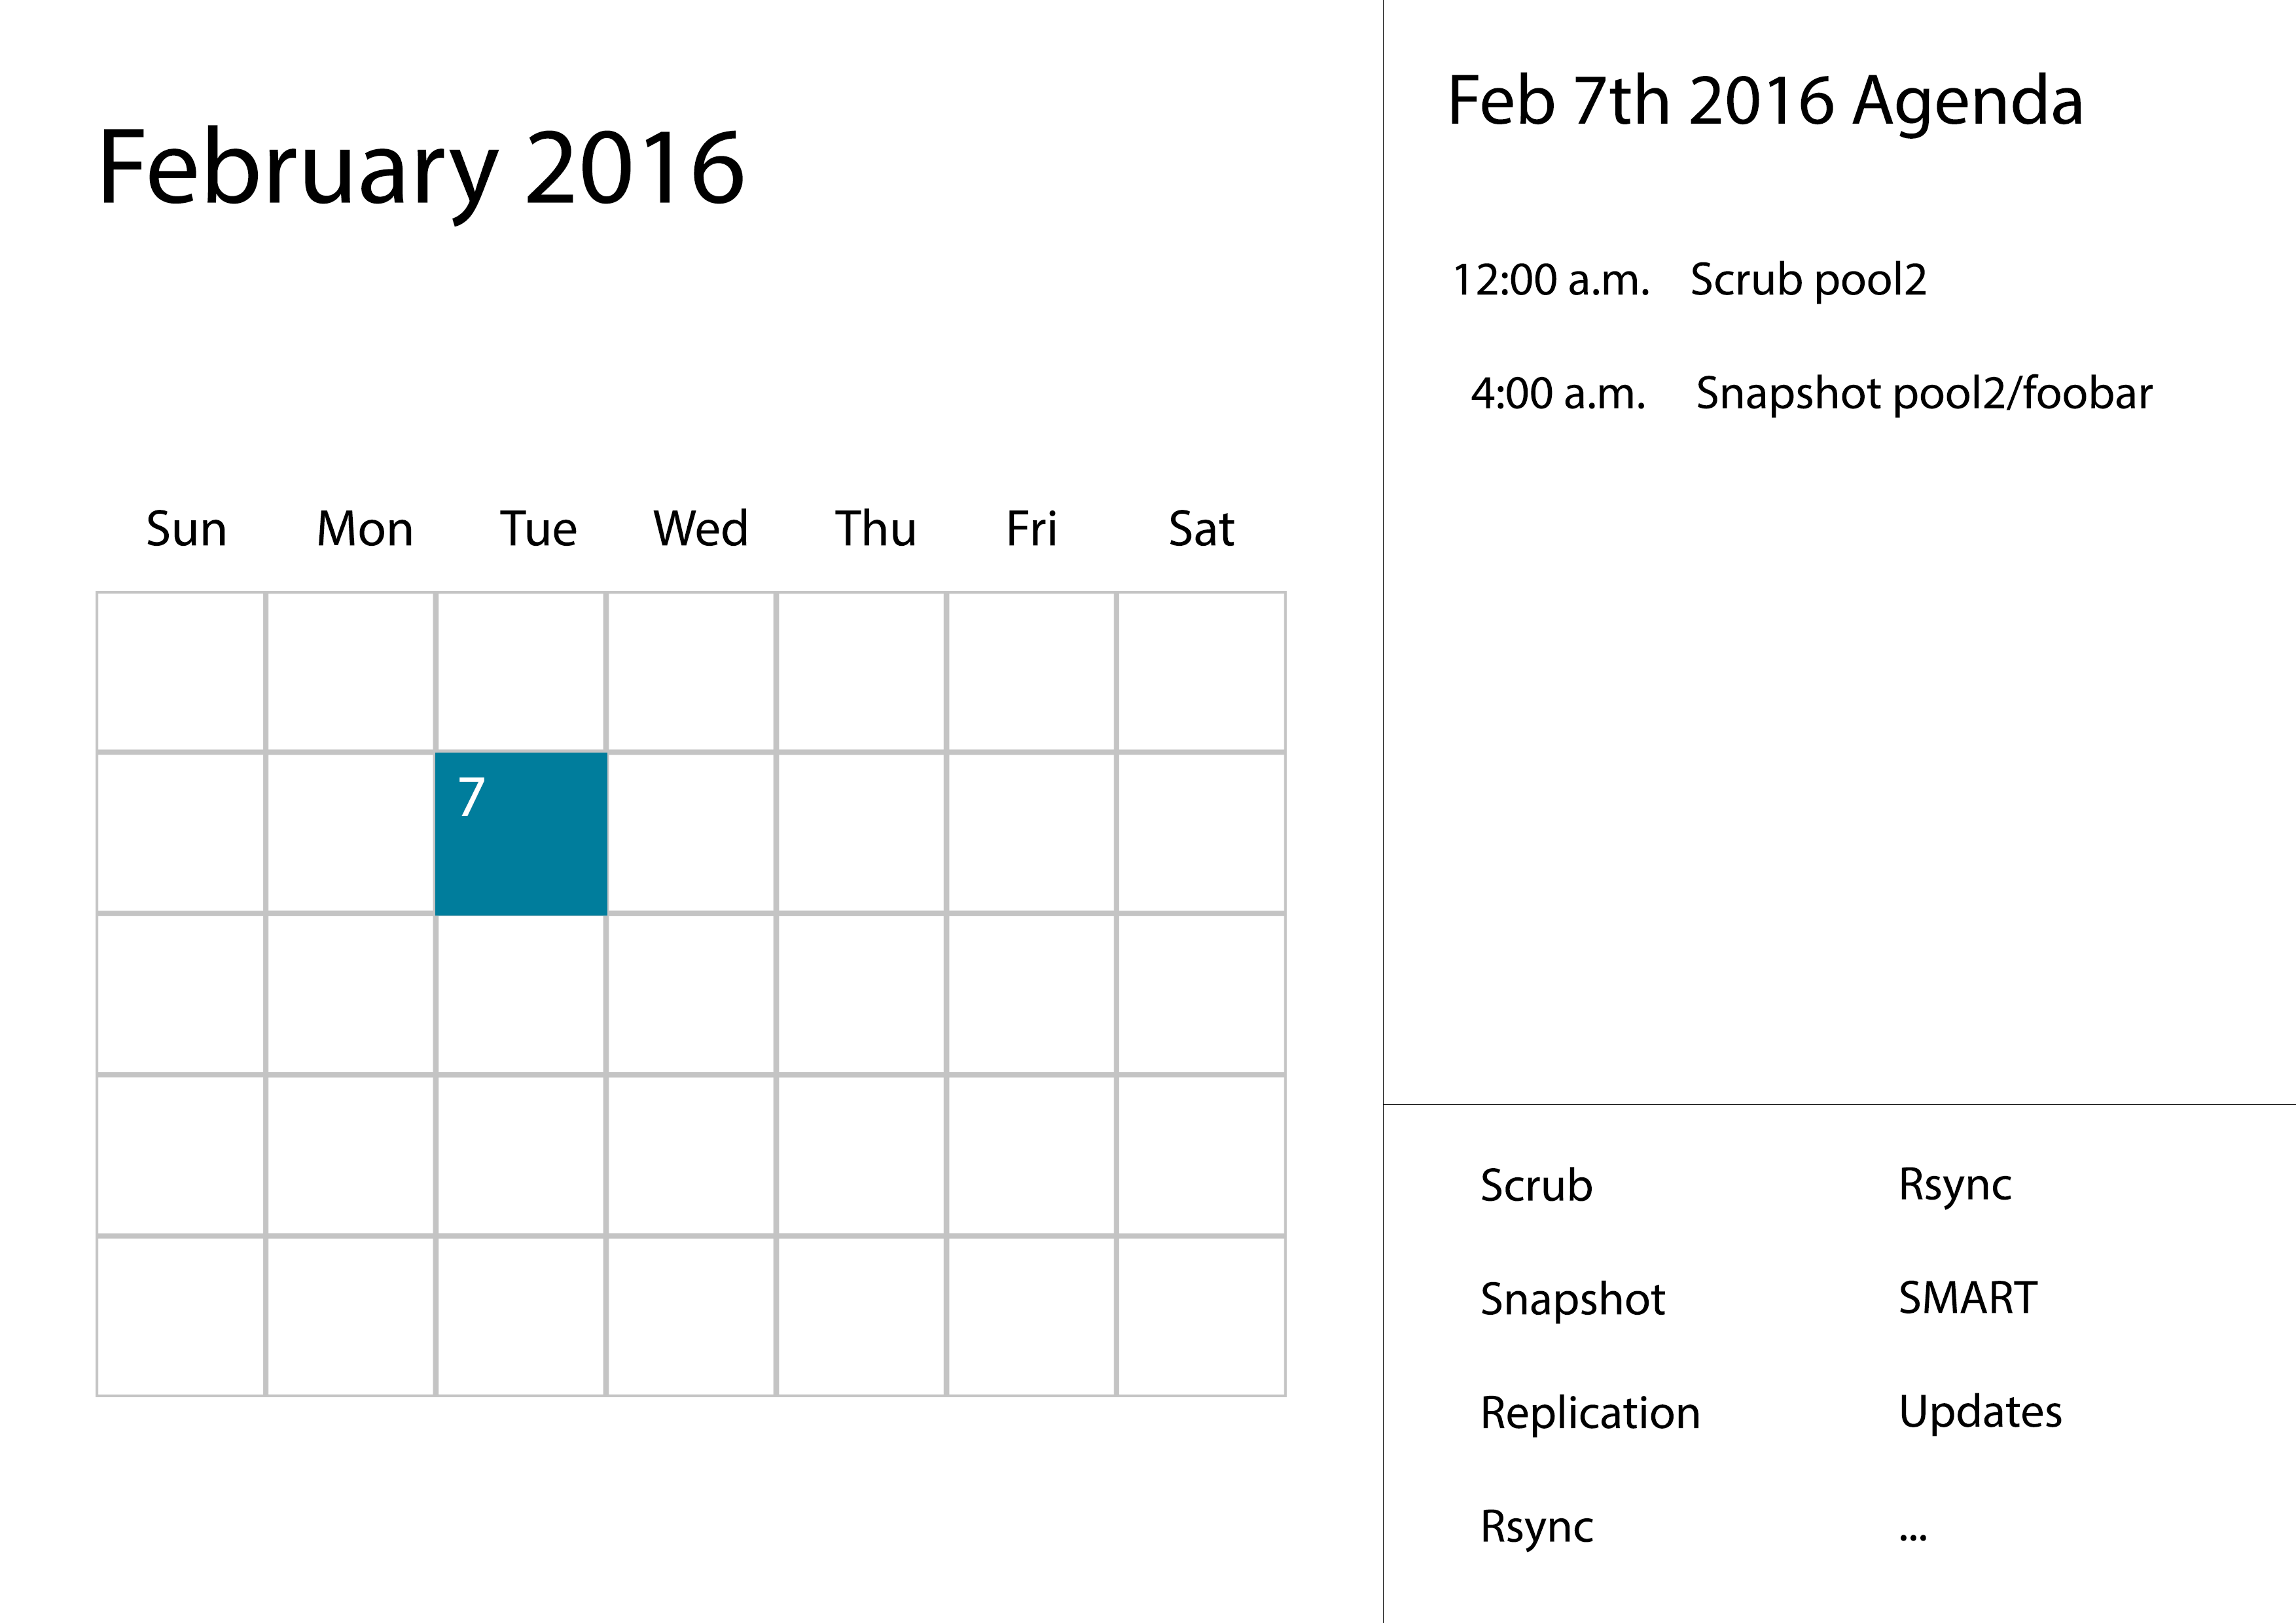 February 2016
Sun Mon Tue Wed Thu Fri Sat
7
Feb 7th 2016 Agenda
12:00 a.m. Scrub pool2
4:00 a.m. Snapshot pool2/foobar
Scrub Rsync
Snapshot SMART
Replication Updates
Rsync ...